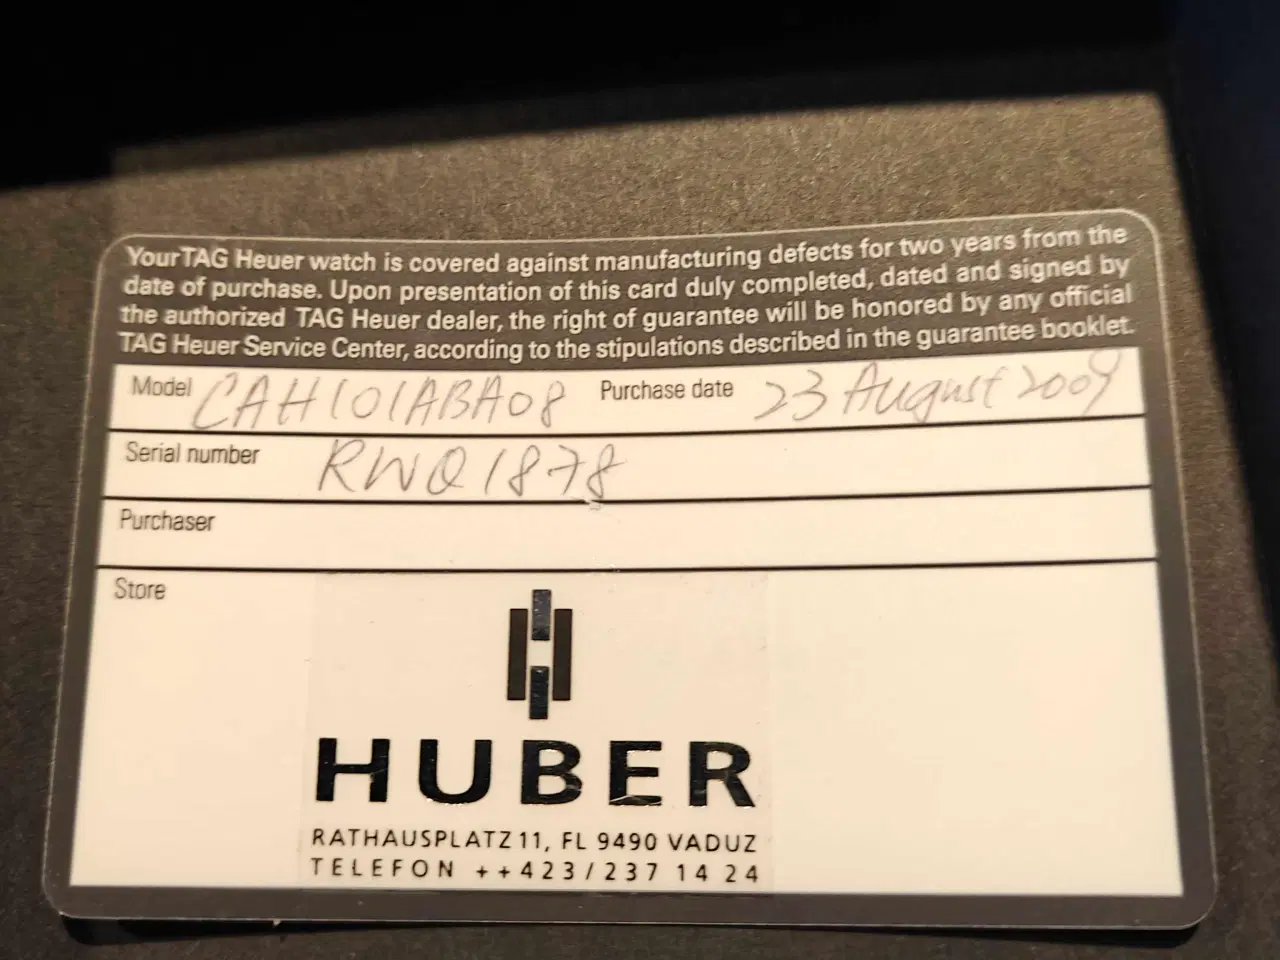 Your TAG Heuer watch is covered against manufacturing defects for two years from the
date of purchase. Upon presentation of this card duly completed, dated and signed by
the authorized TAG Heuer dealer, the right of guarantee will be honored by any official
TAG Heuer Service Center, according to the stipulations described in the guarantee booklet.
Model CAH101ABA08 Purchase date 23 August 2009
Serial number RWQ1878
Purchaser
Store
HUBER
RATHAUSPLATZ 11, FL 9490 VADUZ
TELEFON ++423/237 14 24